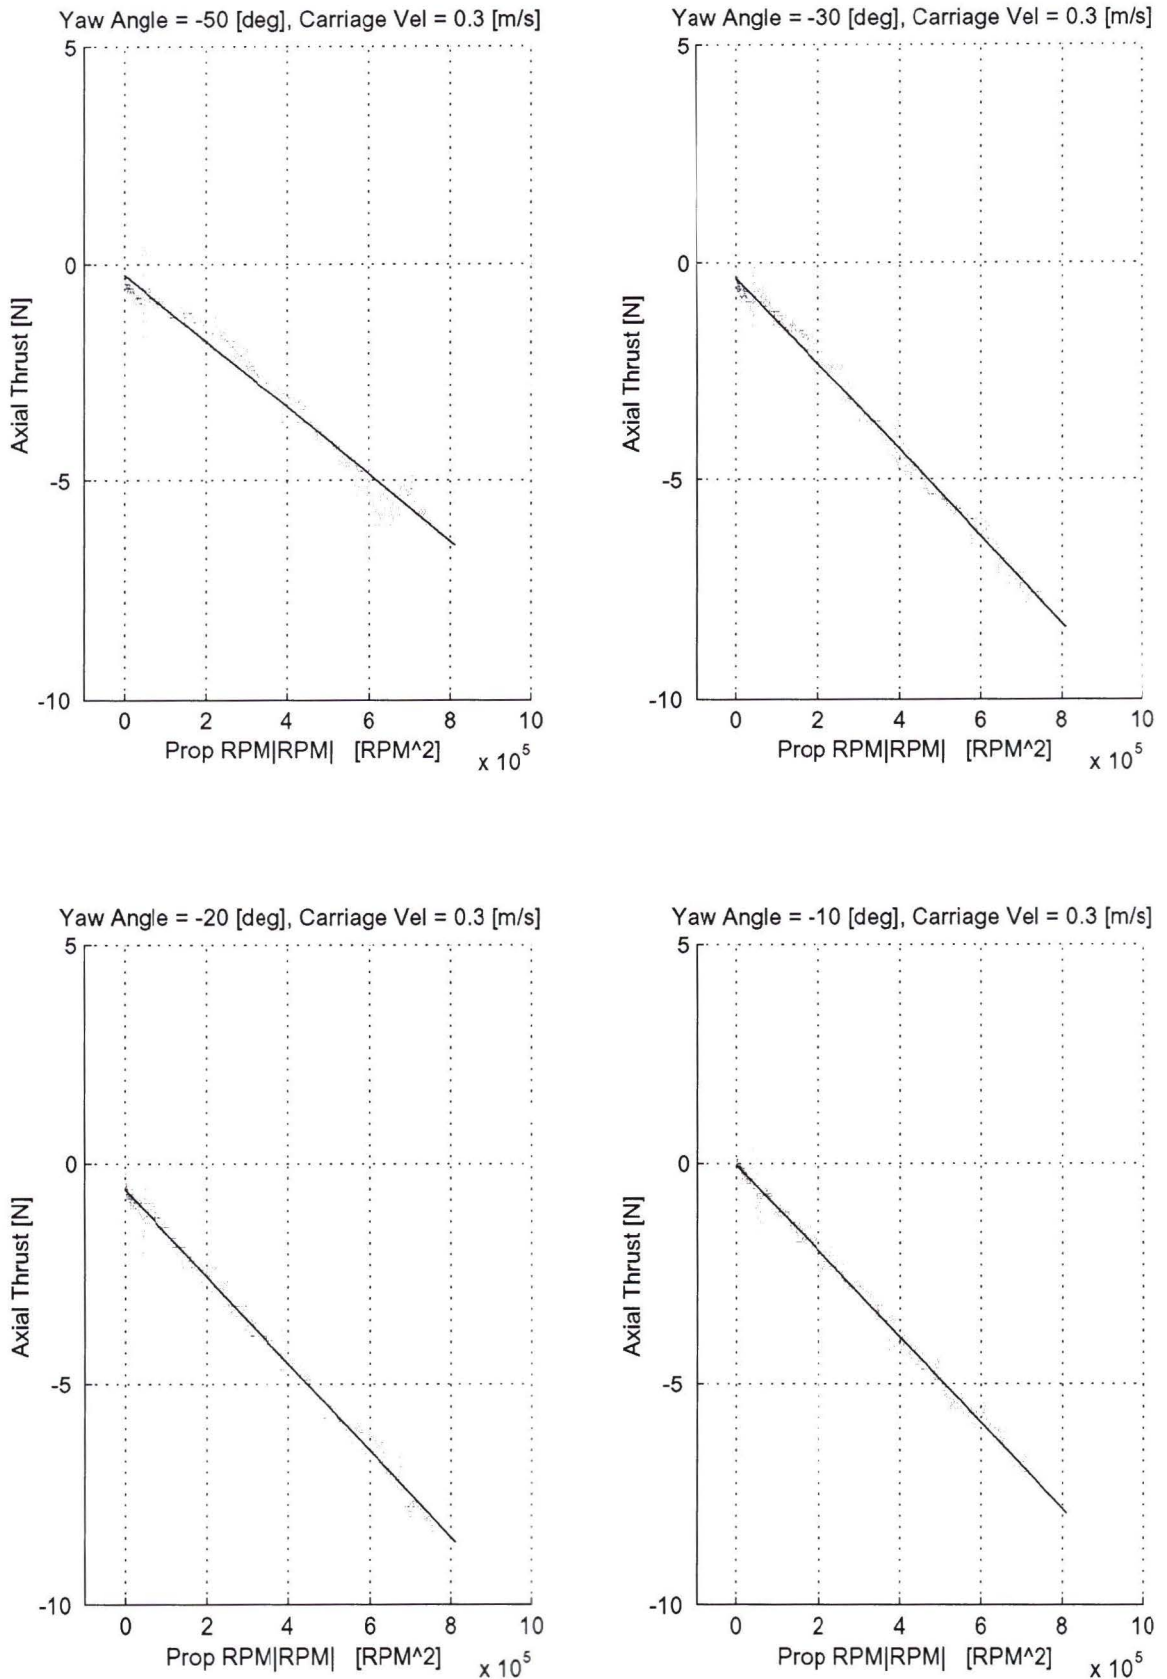 Yaw Angle = -50 [deg], Carriage Vel = 0.3 [m/s]
5
0
-5
-10
Axial Thrust [N]
0 2 4 6 8 10
Prop RPM|RPM| [RPM^2]
x 10^5
Yaw Angle = -30 [deg], Carriage Vel = 0.3 [m/s]
5
0
-5
-10
Axial Thrust [N]
0 2 4 6 8 10
Prop RPM|RPM| [RPM^2]
x 10^5
Yaw Angle = -20 [deg], Carriage Vel = 0.3 [m/s]
5
0
-5
-10
Axial Thrust [N]
0 2 4 6 8 10
Prop RPM|RPM| [RPM^2]
x 10^5
Yaw Angle = -10 [deg], Carriage Vel = 0.3 [m/s]
5
0
-5
-10
Axial Thrust [N]
0 2 4 6 8 10
Prop RPM|RPM| [RPM^2]
x 10^5